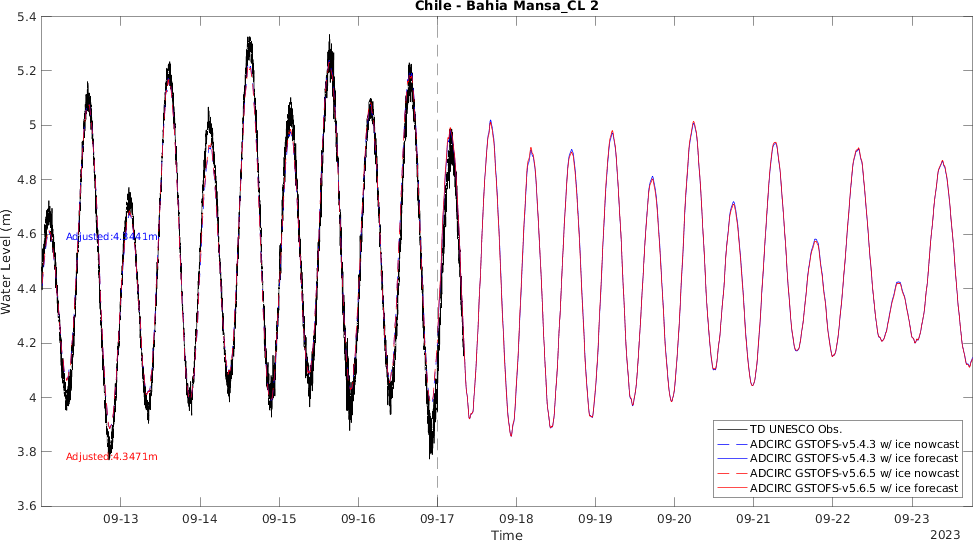 Chile - Bahia Mansa_CL 2
Water Level (m)
5.4
5.2
5
4.8
4.6
4.4
4.2
4
3.8
3.6
Adjusted:4.3441m
Adjusted:4.3471m
TD UNESCO Obs.
ADCIRC GSTOFS-v5.4.3 w/ ice nowcast
ADCIRC GSTOFS-v5.4.3 w/ ice forecast
ADCIRC GSTOFS-v5.6.5 w/ ice nowcast
ADCIRC GSTOFS-v5.6.5 w/ ice forecast
09-13 09-14 09-15 09-16 09-17 09-18 09-19 09-20 09-21 09-22 09-23
Time
2023